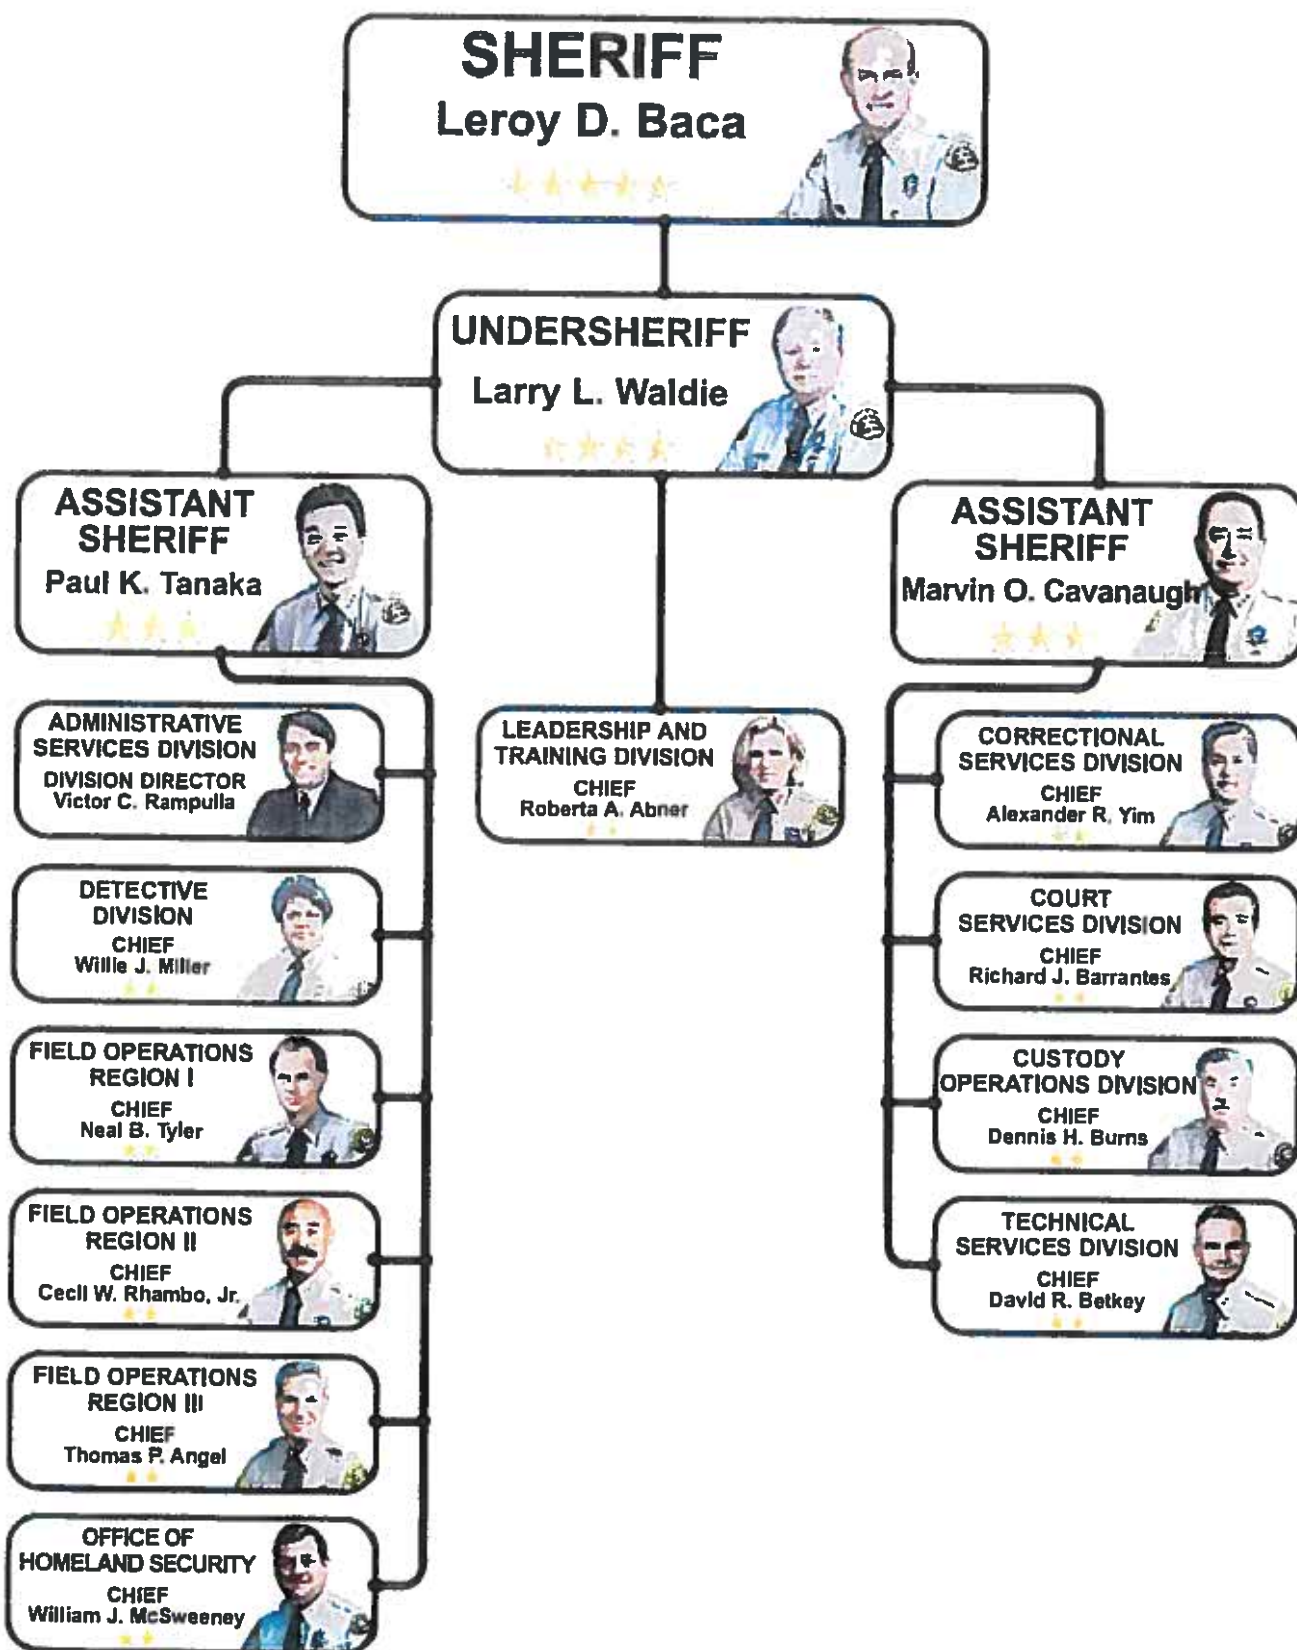 SHERIFF
Leroy D. Baca
UNDERSHERIFF
Larry L. Waldie
ASSISTANT
SHERIFF
Paul K. Tanaka
ASSISTANT
SHERIFF
Marvin O. Cavanaugh
ADMINISTRATIVE
SERVICES DIVISION
DIVISION DIRECTOR
Victor C. Rampulla
DETECTIVE
DIVISION
CHIEF
Willie J. Miller
FIELD OPERATIONS
REGION I
CHIEF
Neal B. Tyler
FIELD OPERATIONS
REGION II
CHIEF
Cecil W. Rhambo, Jr.
FIELD OPERATIONS
REGION III
CHIEF
Thomas P. Angel
OFFICE OF
HOMELAND SECURITY
CHIEF
William J. McSweeney
LEADERSHIP AND
TRAINING DIVISION
CHIEF
Roberta A. Abner
CORRECTIONAL
SERVICES DIVISION
CHIEF
Alexander R. Yim
COURT
SERVICES DIVISION
CHIEF
Richard J. Barrantes
CUSTODY
OPERATIONS DIVISION
CHIEF
Dennis H. Burns
TECHNICAL
SERVICES DIVISION
CHIEF
David R. Betkey